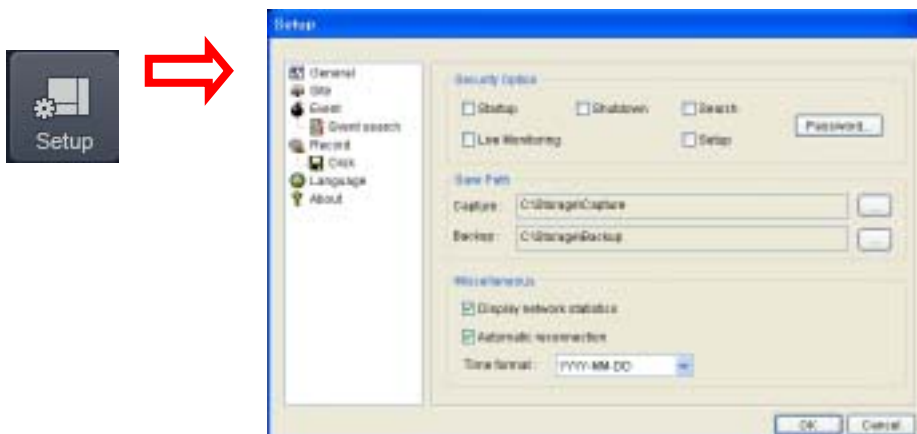 Setup
Setup
General
Site
Event
Event search
Record
Disk
Language
About
Security Option
Startup
Shutdown
Search
Live Monitoring
Setup
Password...
Save Path
Capture :
C:\Storage\Capture
...
Backup :
C:\Storage\Backup
...
Miscellaneous
Display network statistics
Automatic reconnection
Time format :
YYYY-MM-DD
OK
Cancel